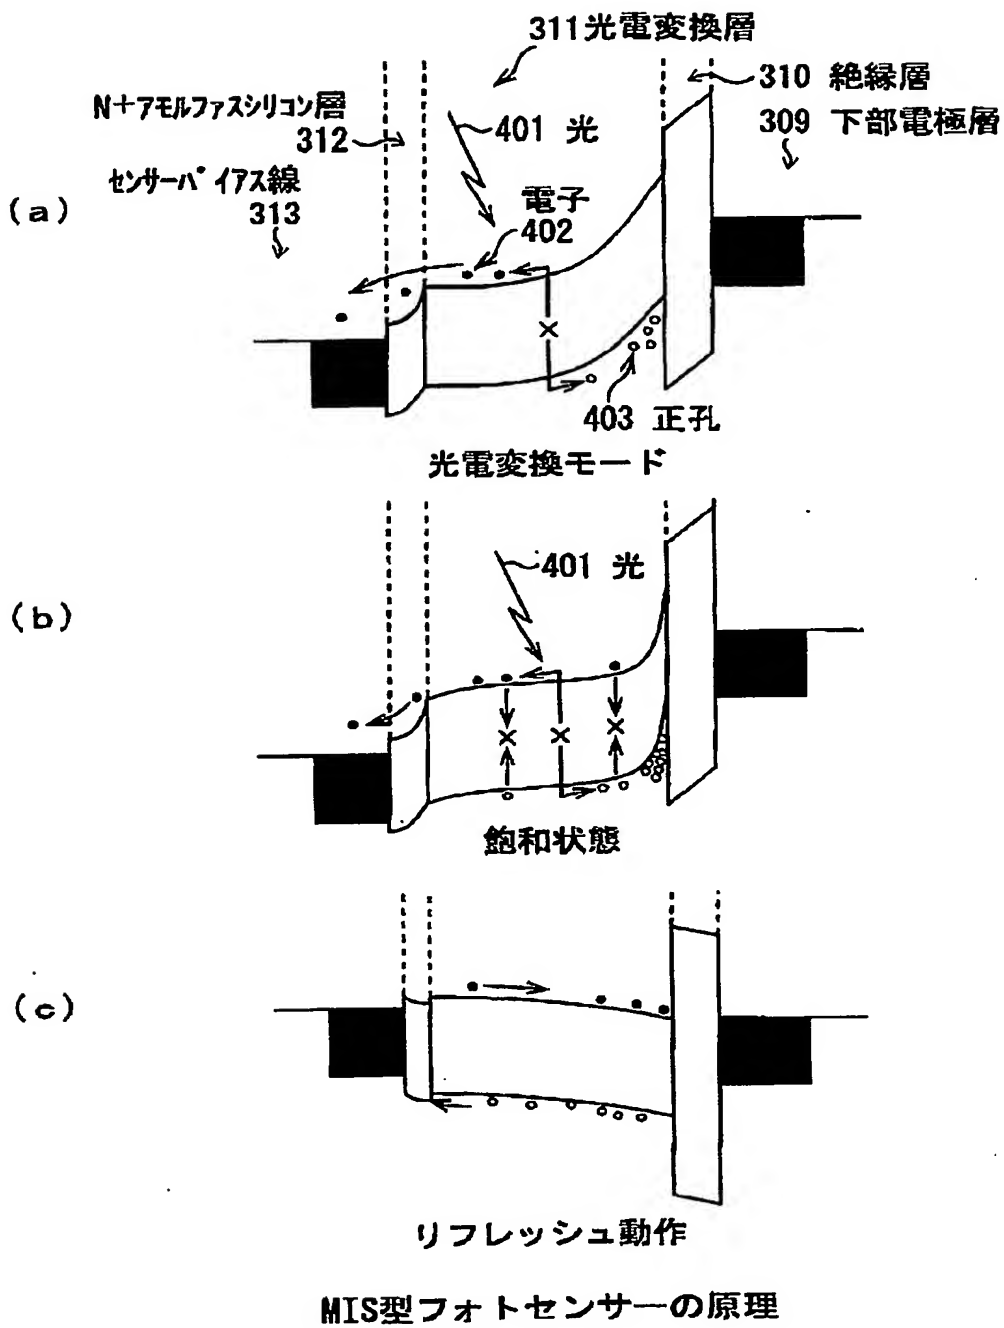 311光電変換層
310 絶縁層
N+アモルファスシリコン層
312
401 光
309 下部電極層
センサーバイアス線
313
(a)
電子
402
403 正孔
光電変換モード
401 光
(b)
飽和状態
(c)
リフレッシュ動作
MIS型フォトセンサーの原理